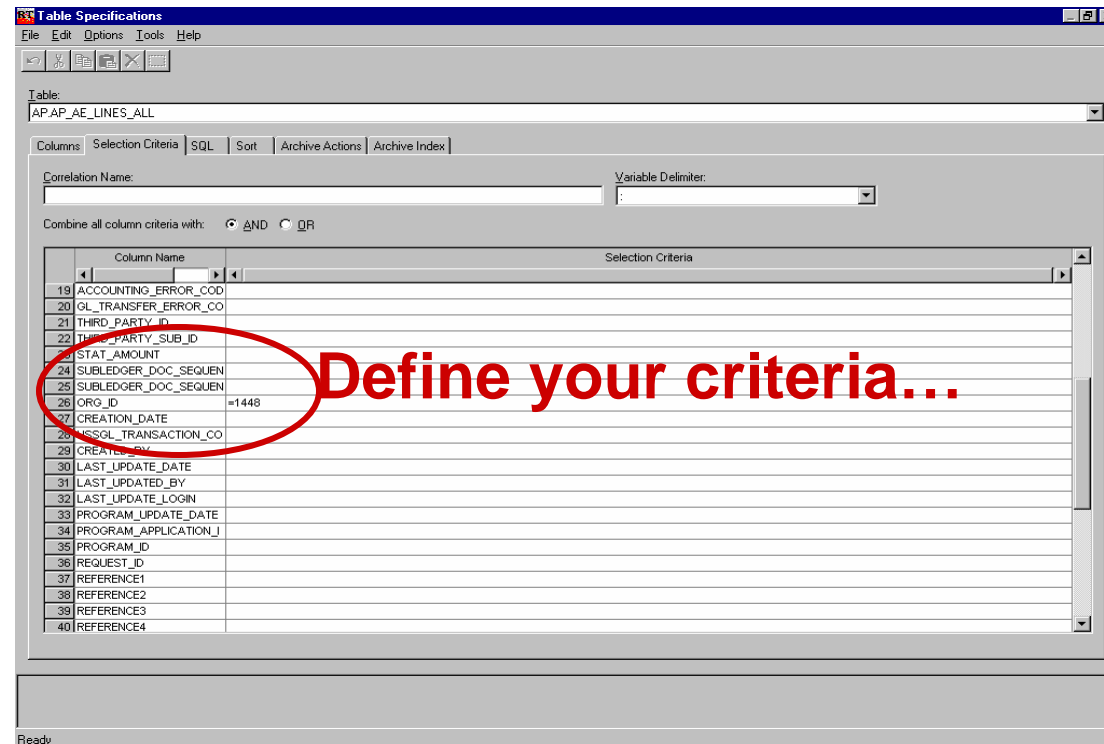 Table Specifications
File Edit Options Tools Help
Table:
AP.AP_AE_LINES_ALL
Columns Selection Criteria SQL Sort Archive Actions Archive Index
Correlation Name: Variable Delimiter:
:
Combine all column criteria with: AND OR
Column Name Selection Criteria
19 ACCOUNTING_ERROR_COD
20 GL_TRANSFER_ERROR_CO
21 THIRD_PARTY_ID
22 THIRD_PARTY_SUB_ID
23 STAT_AMOUNT
24 SUBLEDGER_DOC_SEQUEN
25 SUBLEDGER_DOC_SEQUEN
Define your criteria...
26 ORG_ID =1448
27 CREATION_DATE
28 USSGL_TRANSACTION_CO
29 CREATED_BY
30 LAST_UPDATE_DATE
31 LAST_UPDATED_BY
32 LAST_UPDATE_LOGIN
33 PROGRAM_UPDATE_DATE
34 PROGRAM_APPLICATION_I
35 PROGRAM_ID
36 REQUEST_ID
37 REFERENCE1
38 REFERENCE2
39 REFERENCE3
40 REFERENCE4
Ready